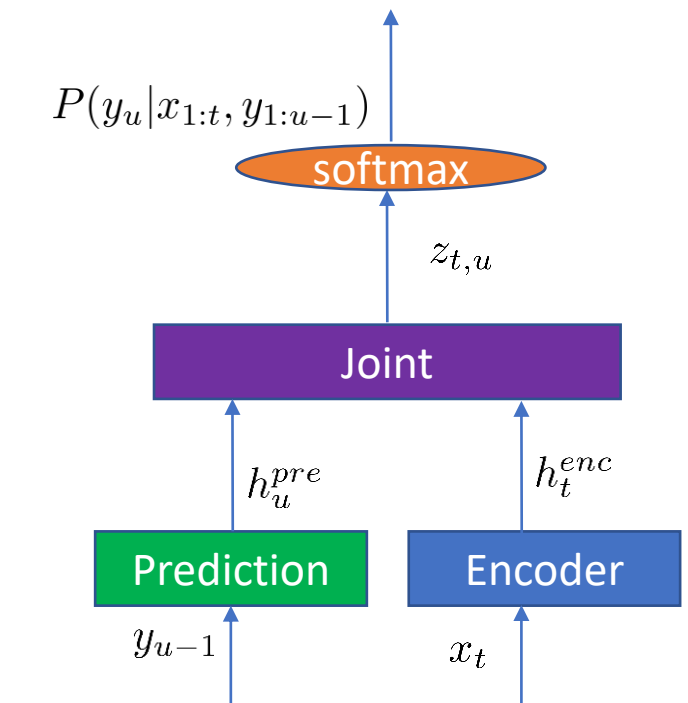 P(y_u|x_{1:t}, y_{1:u-1})
softmax
z_{t,u}
Joint
h_u^{pre}
h_t^{enc}
Prediction
Encoder
y_{u-1}
x_t